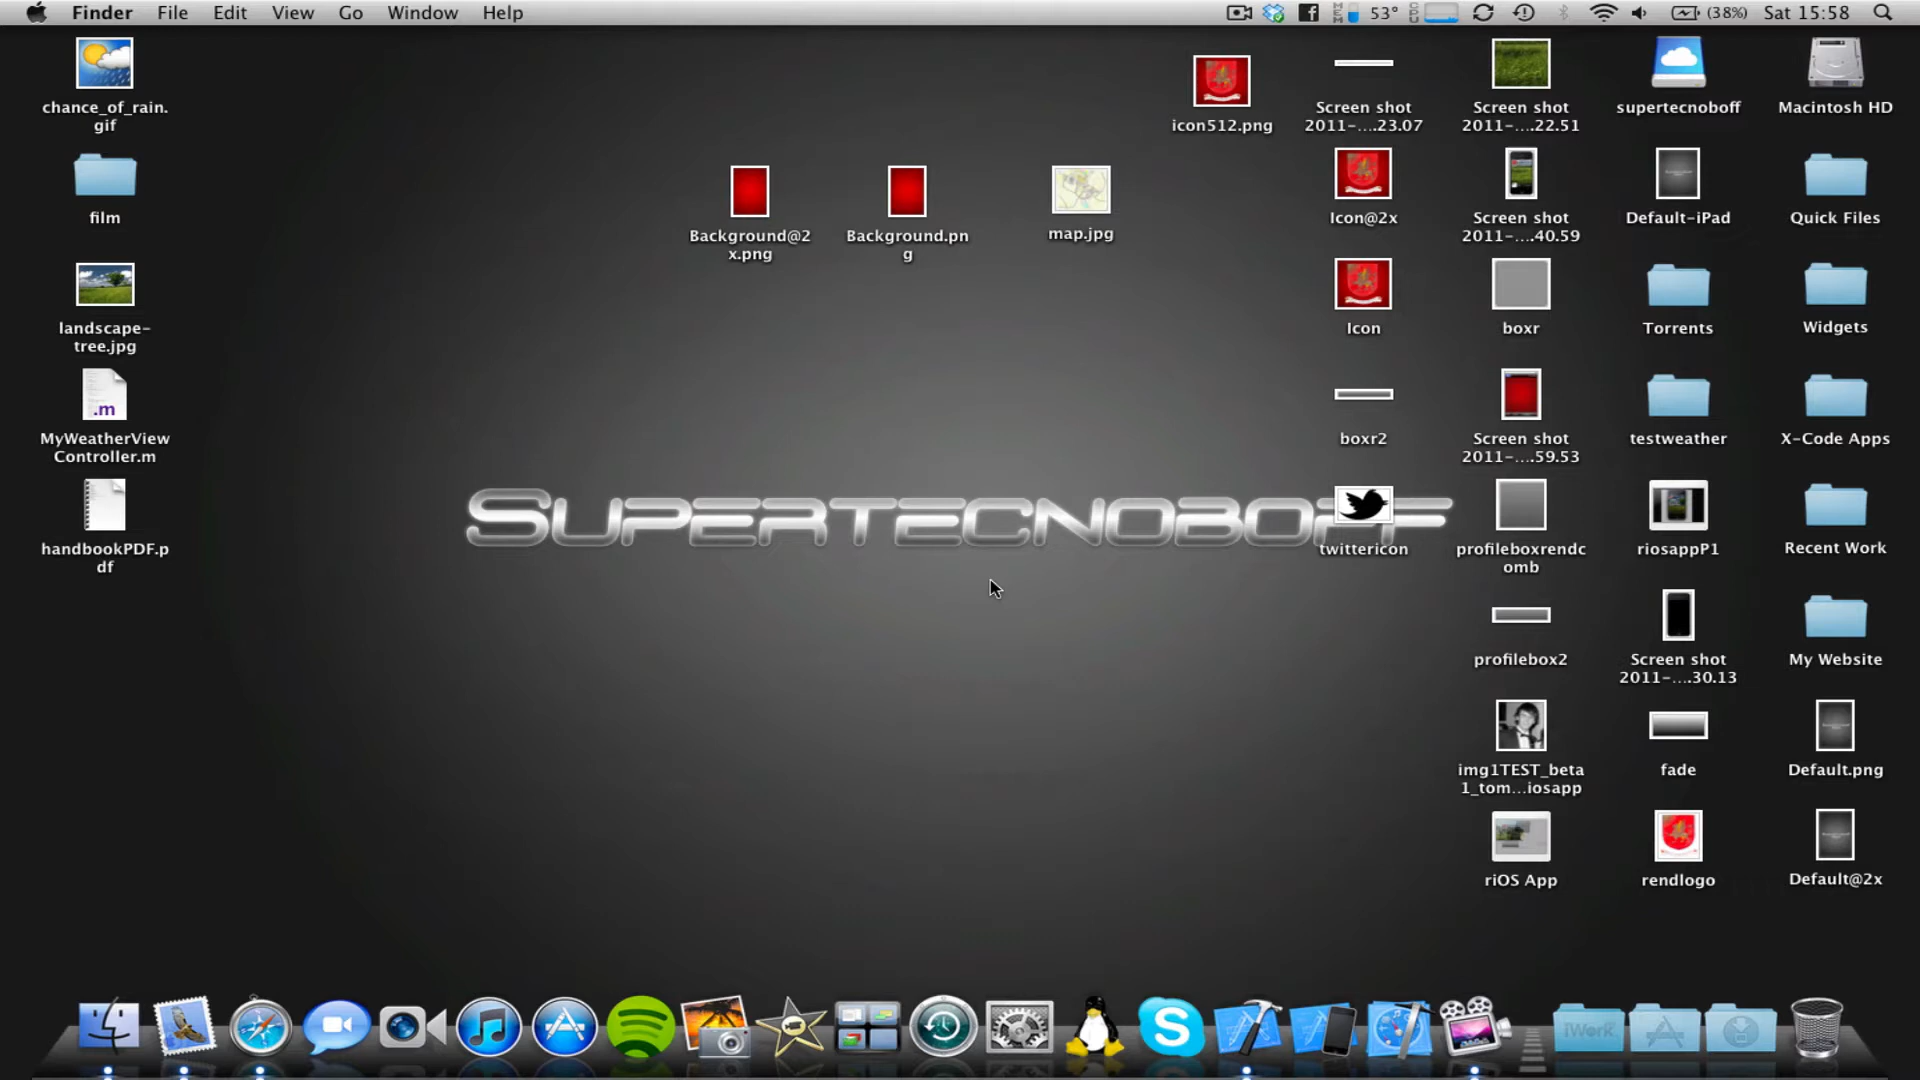 Finder File Edit View Go Window Help
53° (38%) Sat 15:58
chance_of_rain.
gif
film
landscape-
tree.jpg
.m
MyWeatherView
Controller.m
handbookPDF.p
df
Background@2
x.png
Background.pn
g
map.jpg
icon512.png
Screen shot
2011-....23.07
Icon@2x
Icon
boxr2
twittericon
Screen shot
2011-....22.51
Screen shot
2011-....40.59
boxr
Screen shot
2011-....59.53
profileboxrendc
omb
profilebox2
img1TEST_beta
1_tom...iosapp
riOS App
supertecnoboff
Default-iPad
Torrents
testweather
riosappP1
Screen shot
2011-....30.13
fade
rendlogo
Macintosh HD
Quick Files
Widgets
X-Code Apps
Recent Work
My Website
Default.png
Default@2x
SUPERTECNOBOFF
iWork